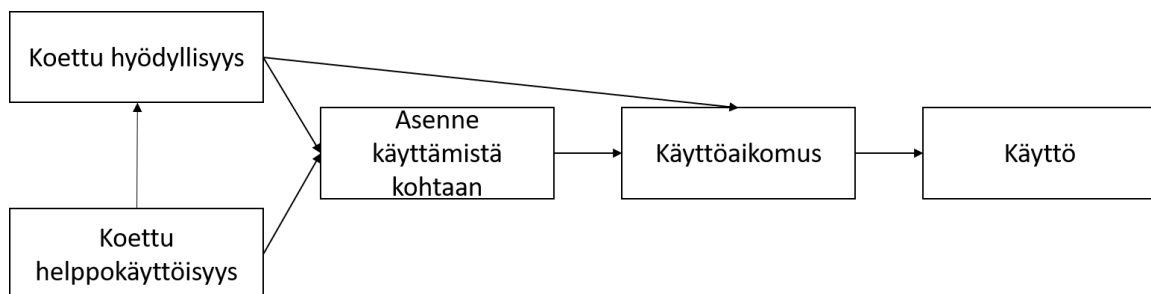 Koettu hyödyllisyys
Asenne
käyttämistä
kohtaan
Käyttöaikomus
Käyttö
Koettu
helppokäyttöisyys